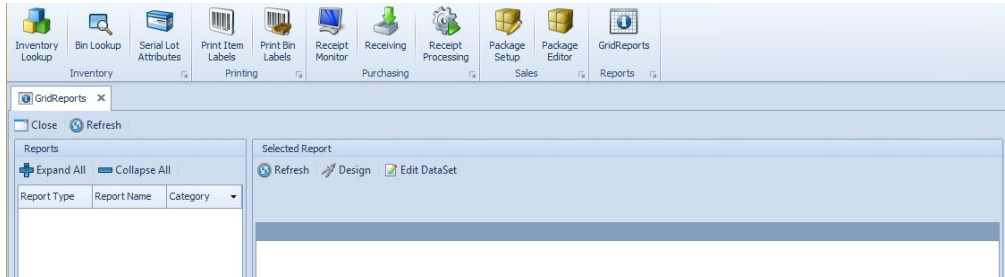 Inventory Lookup
Bin Lookup
Serial Lot Attributes
Print Item Labels
Print Bin Labels
Receipt Monitor
Receiving
Receipt Processing
Package Setup
Package Editor
GridReports
Inventory
Printing
Purchasing
Sales
Reports
GridReports
Close Refresh
Reports
Selected Report
Expand All Collapse All
Refresh Design Edit DataSet
Report Type Report Name Category